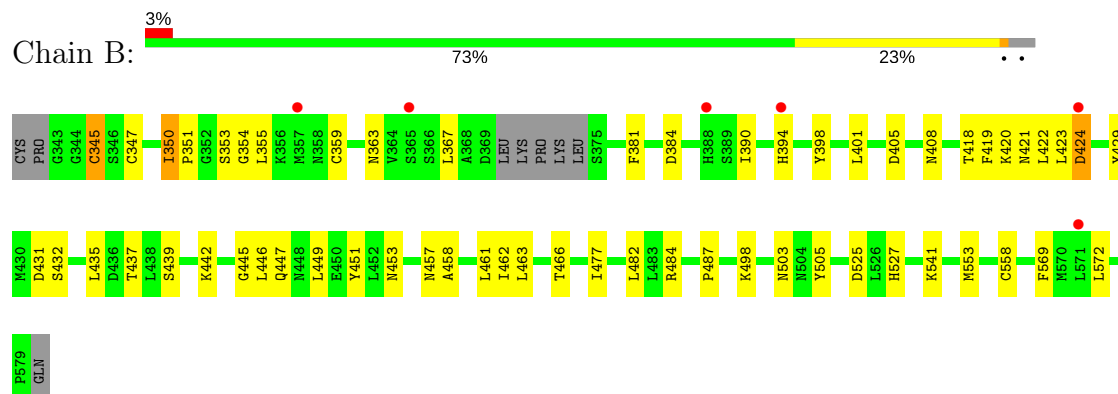 3%
Chain B:
73% 23% • •
CYS PRO G343 G344 C345 S346 C347 I350 P351 G352 S353 G354 L355 K356 M357 N358 C359 N363 V364 S365 S366 L367 A368 D369 LEU LYS PRO LYS LEU S375 F381 D384 H388 S389 I390 H394 Y398 L401 D405 N408 T418 F419 K420 N421 L422 L423 D424 Y429
M430 D431 S432 L435 D436 T437 L438 S439 K442 G445 L446 Q447 N448 L449 E450 Y451 L452 N453 N457 A458 L461 I462 L463 T466 I477 L482 L483 R484 P487 K498 N503 N504 Y505 D525 L526 H527 K541 M553 C558 F569 M570 L571 L572
P579 GLN